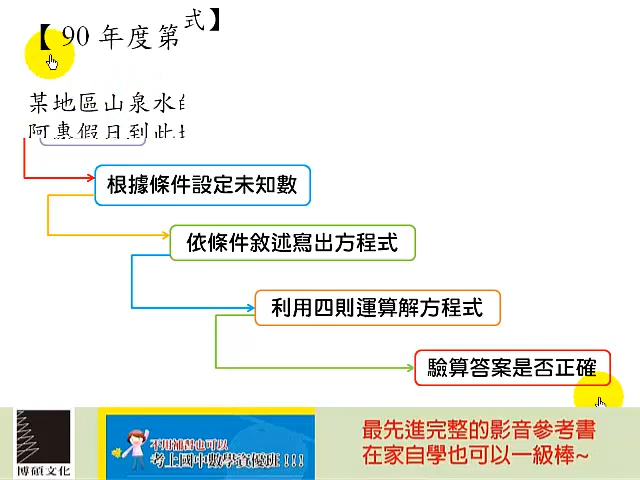 【 90 年度第
式】
某地區山泉水
阿惠假日到此
根據條件設定未知數
依條件敘述寫出方程式
利用四則運算解方程式
驗算答案是否正確
博碩文化
不用補習也可以
考上國中數學資優班!!!
最先進完整的影音參考書
在家自學也可以一級棒~